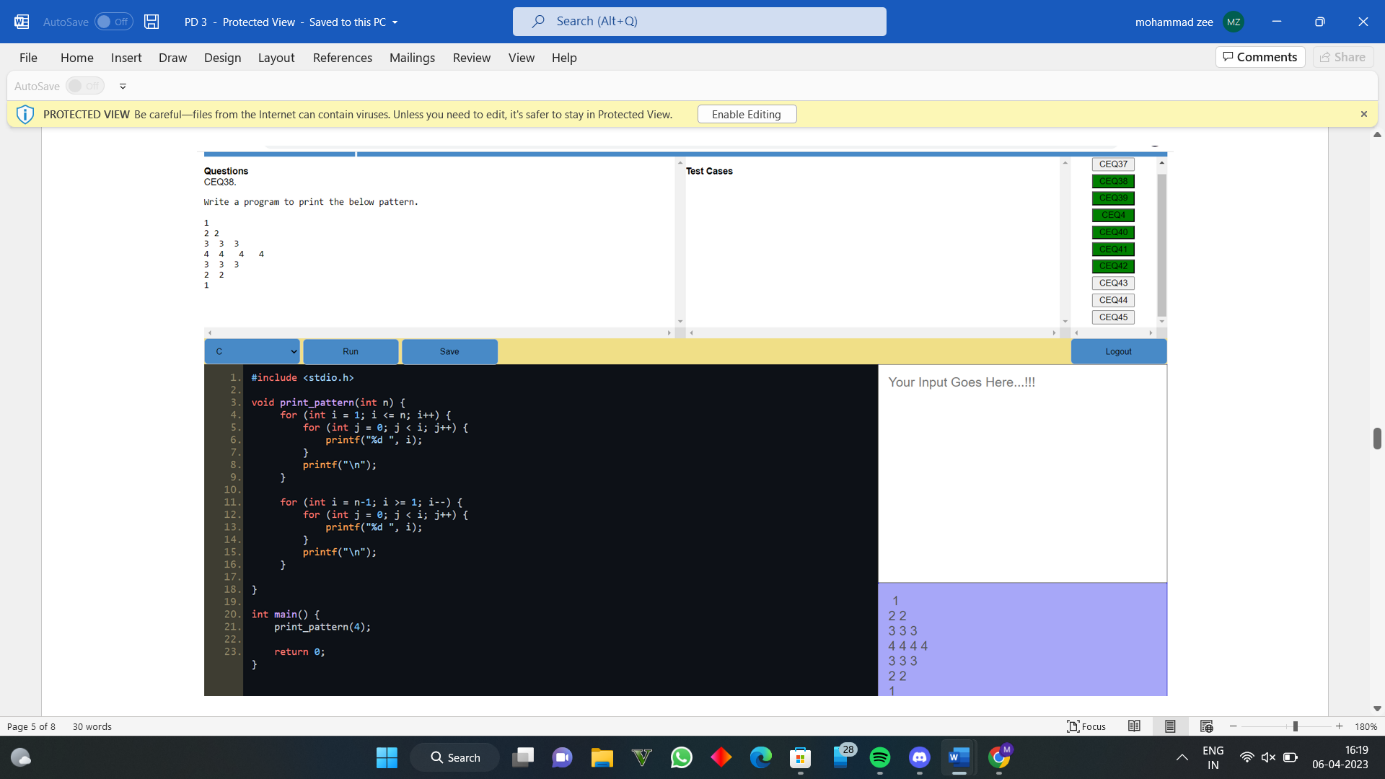 AutoSave Off PD 3 - Protected View - Saved to this PC Search (Alt+Q) mohammad zee MZ
File Home Insert Draw Design Layout References Mailings Review View Help Comments Share
AutoSave Off
PROTECTED VIEW Be careful—files from the Internet can contain viruses. Unless you need to edit, it's safer to stay in Protected View. Enable Editing
Questions
CEQ38.
Write a program to print the below pattern.
1
2 2
3 3 3
4 4 4 4
3 3 3
2 2
1
Test Cases
CEQ37
CEQ38
CEQ39
CEQ4
CEQ40
CEQ41
CEQ42
CEQ43
CEQ44
CEQ45
C Run Save Logout
1. #include <stdio.h>
2.
3. void print_pattern(int n) {
4. for (int i = 1; i <= n; i++) {
5. for (int j = 0; j < i; j++) {
6. printf("%d ", i);
7. }
8. printf("\n");
9. }
10.
11. for (int i = n-1; i >= 1; i--) {
12. for (int j = 0; j < i; j++) {
13. printf("%d ", i);
14. }
15. printf("\n");
16. }
17.
18. }
19.
20. int main() {
21. print_pattern(4);
22.
23. return 0;
}
Your Input Goes Here...!!!
1
2 2
3 3 3
4 4 4 4
3 3 3
2 2
1
Page 5 of 8 30 words Focus 180%
Search 28 M ENG IN 16:19 06-04-2023